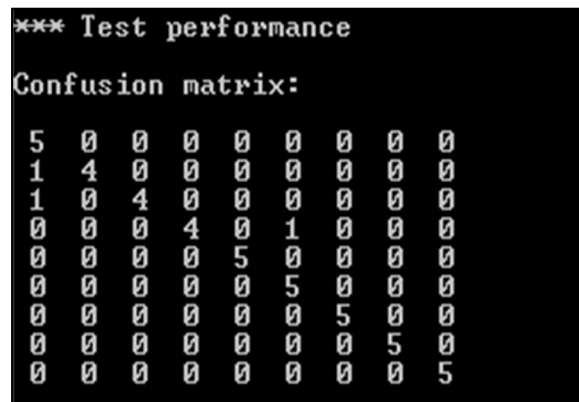 *** Test performance
Confusion matrix:
5 0 0 0 0 0 0 0 0
1 4 0 0 0 0 0 0 0
1 0 4 0 0 0 0 0 0
0 0 0 4 0 1 0 0 0
0 0 0 0 5 0 0 0 0
0 0 0 0 0 5 0 0 0
0 0 0 0 0 0 5 0 0
0 0 0 0 0 0 0 5 0
0 0 0 0 0 0 0 0 5